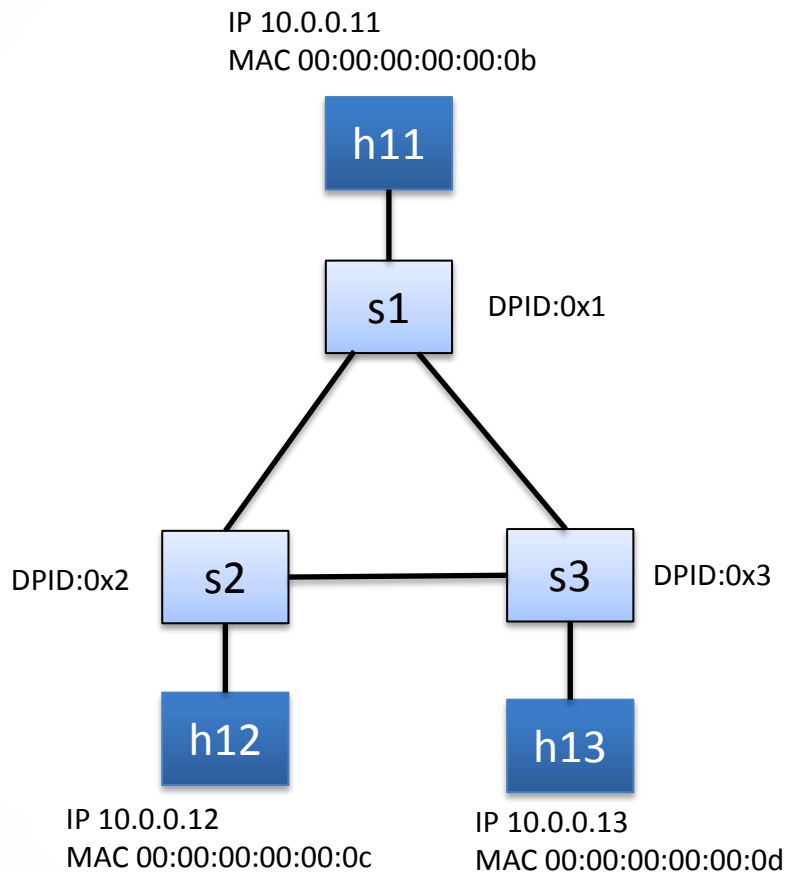 IP 10.0.0.11
MAC 00:00:00:00:00:0b
h11
s1
DPID:0x1
DPID:0x2
s2
s3
DPID:0x3
h12
h13
IP 10.0.0.12
MAC 00:00:00:00:00:0c
IP 10.0.0.13
MAC 00:00:00:00:00:0d